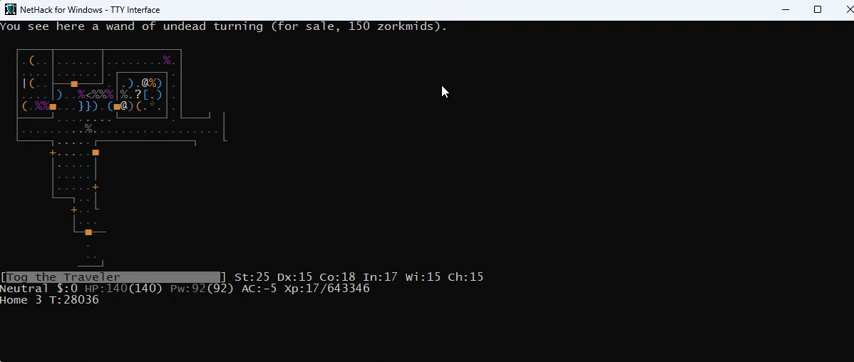 NetHack for Windows - TTY Interface
You see here a wand of undead turning (for sale, 150 zorkmids).
[Tog the Traveler ] St:25 Dx:15 Co:18 In:17 Wi:15 Ch:15
Neutral $:0 HP:140(140) Pw:92(92) AC:-5 Xp:17/643346
Home 3 T:28036